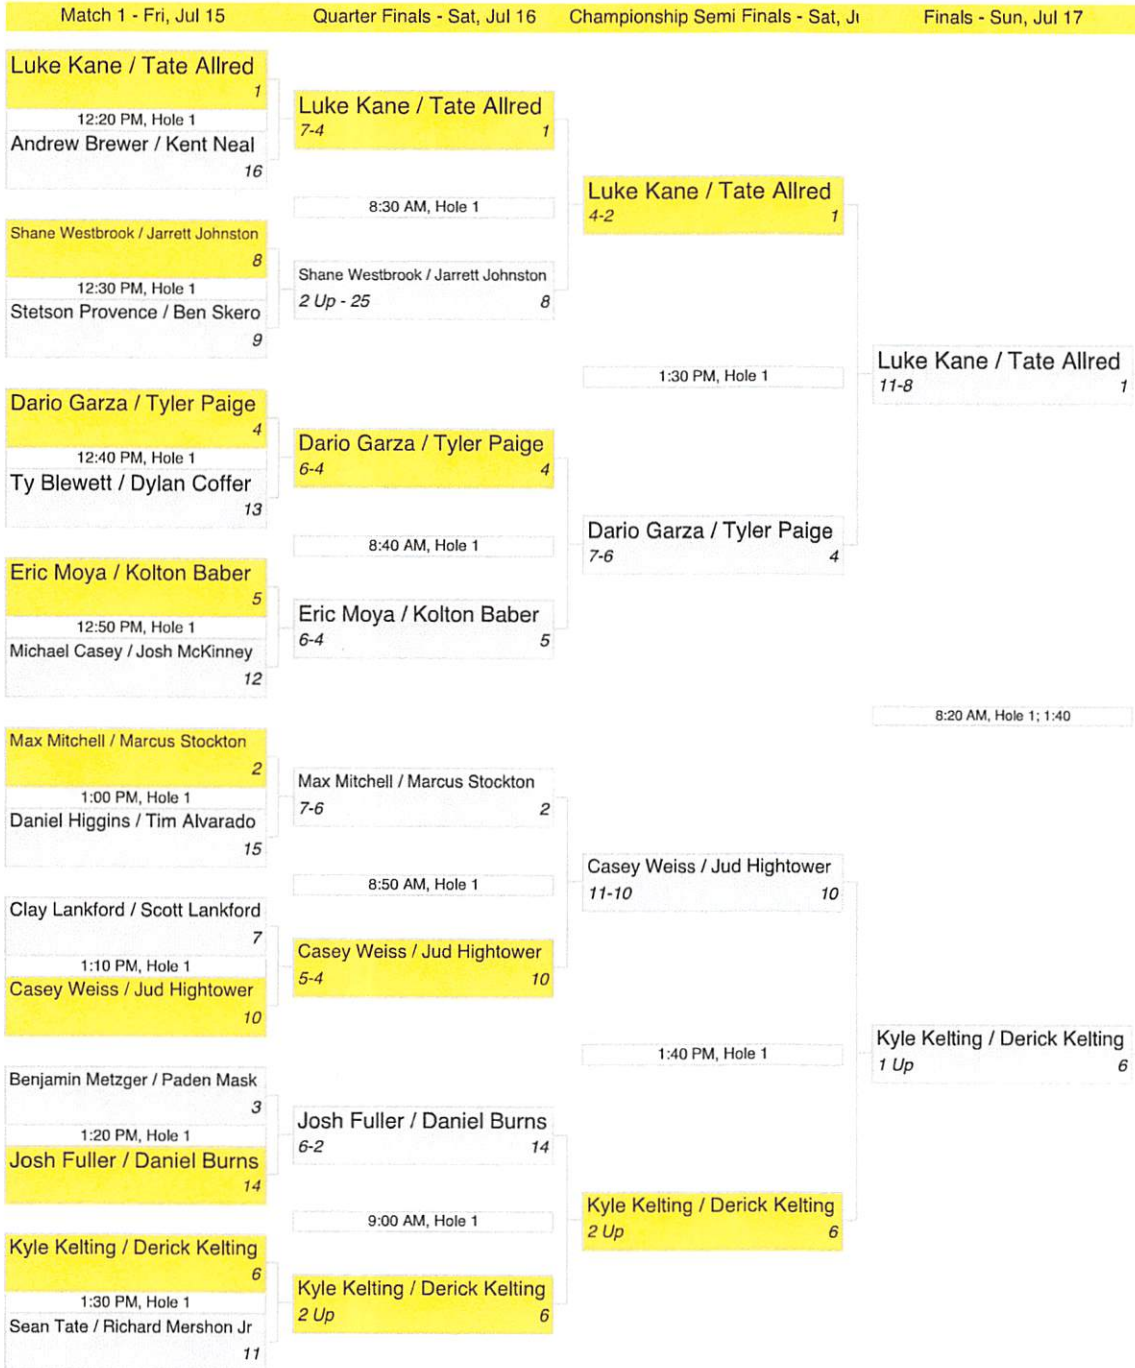 Match 1 - Fri, Jul 15
Quarter Finals - Sat, Jul 16
Championship Semi Finals - Sat, Ju
Finals - Sun, Jul 17
Luke Kane / Tate Allred
1
12:20 PM, Hole 1
Andrew Brewer / Kent Neal
16
Shane Westbrook / Jarrett Johnston
8
12:30 PM, Hole 1
Stetson Provence / Ben Skero
9
Dario Garza / Tyler Paige
4
12:40 PM, Hole 1
Ty Blewett / Dylan Coffer
13
Eric Moya / Kolton Baber
5
12:50 PM, Hole 1
Michael Casey / Josh McKinney
12
Max Mitchell / Marcus Stockton
2
1:00 PM, Hole 1
Daniel Higgins / Tim Alvarado
15
Clay Lankford / Scott Lankford
7
1:10 PM, Hole 1
Casey Weiss / Jud Hightower
10
Benjamin Metzger / Paden Mask
3
1:20 PM, Hole 1
Josh Fuller / Daniel Burns
14
Kyle Kelting / Derick Kelting
6
1:30 PM, Hole 1
Sean Tate / Richard Mershon Jr
11
Luke Kane / Tate Allred
7-4 1
8:30 AM, Hole 1
Shane Westbrook / Jarrett Johnston
2 Up - 25 8
Dario Garza / Tyler Paige
6-4 4
8:40 AM, Hole 1
Eric Moya / Kolton Baber
6-4 5
Max Mitchell / Marcus Stockton
7-6 2
8:50 AM, Hole 1
Casey Weiss / Jud Hightower
5-4 10
Josh Fuller / Daniel Burns
6-2 14
9:00 AM, Hole 1
Kyle Kelting / Derick Kelting
2 Up 6
Luke Kane / Tate Allred
4-2 1
1:30 PM, Hole 1
Dario Garza / Tyler Paige
7-6 4
Casey Weiss / Jud Hightower
11-10 10
1:40 PM, Hole 1
Kyle Kelting / Derick Kelting
2 Up 6
Luke Kane / Tate Allred
11-8 1
8:20 AM, Hole 1; 1:40
Kyle Kelting / Derick Kelting
1 Up 6